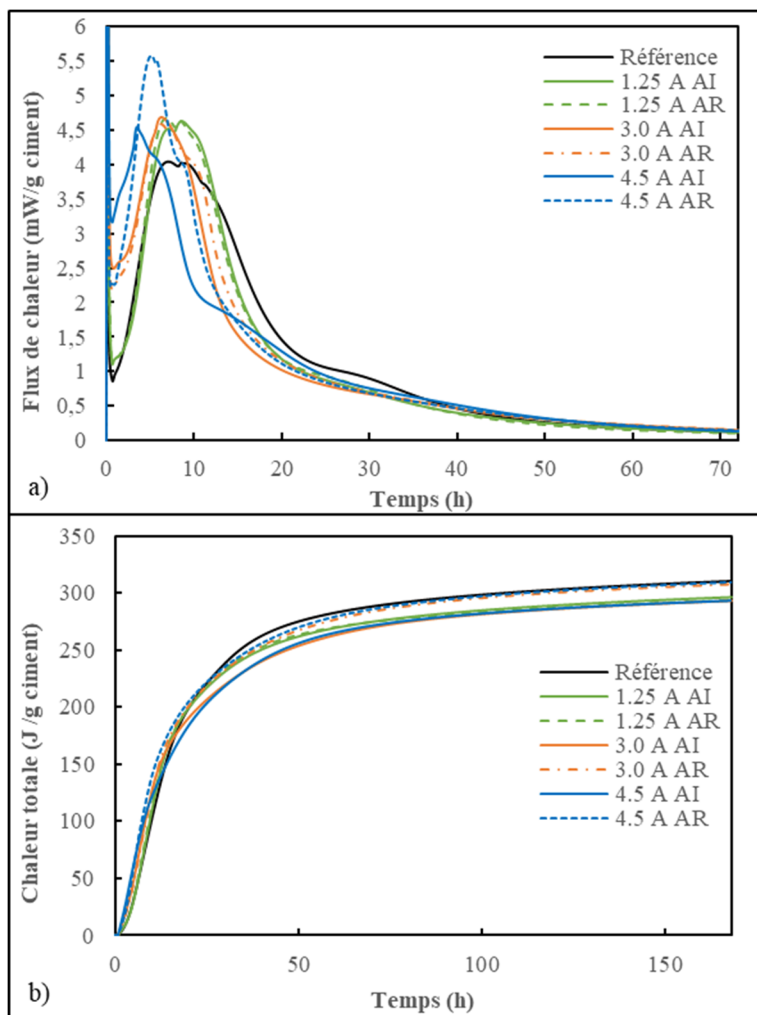 6
5,5
5
4,5
4
3,5
3
2,5
2
1,5
1
0,5
0
Flux de chaleur (mW/g ciment)
Référence
1.25 A AI
1.25 A AR
3.0 A AI
3.0 A AR
4.5 A AI
4.5 A AR
0 10 20 30 40 50 60 70
Temps (h)
a)
350
300
250
200
150
100
50
0
Chaleur totale (J /g ciment)
Référence
1.25 A AI
1.25 A AR
3.0 A AI
3.0 A AR
4.5 A AI
4.5 A AR
0 50 100 150
Temps (h)
b)